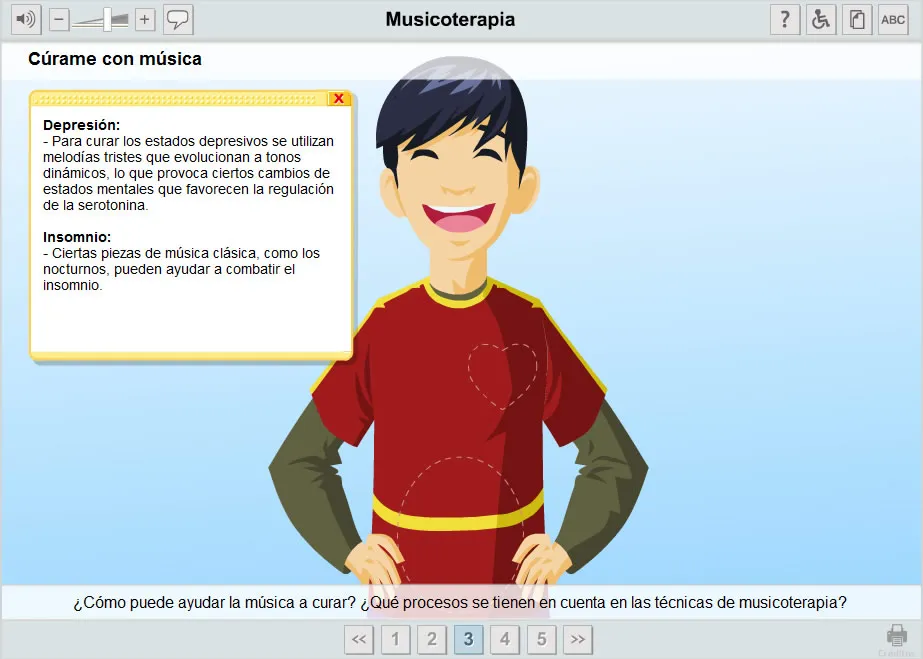 Musicoterapia
?
ABC
Cúrame con música
X
Depresión:
- Para curar los estados depresivos se utilizan
melodías tristes que evolucionan a tonos
dinámicos, lo que provoca ciertos cambios de
estados mentales que favorecen la regulación
de la serotonina.
Insomnio:
- Ciertas piezas de música clásica, como los
nocturnos, pueden ayudar a combatir el
insomnio.
¿Cómo puede ayudar la música a curar? ¿Qué procesos se tienen en cuenta en las técnicas de musicoterapia?
<< 1 2 3 4 5 >>
Créditos